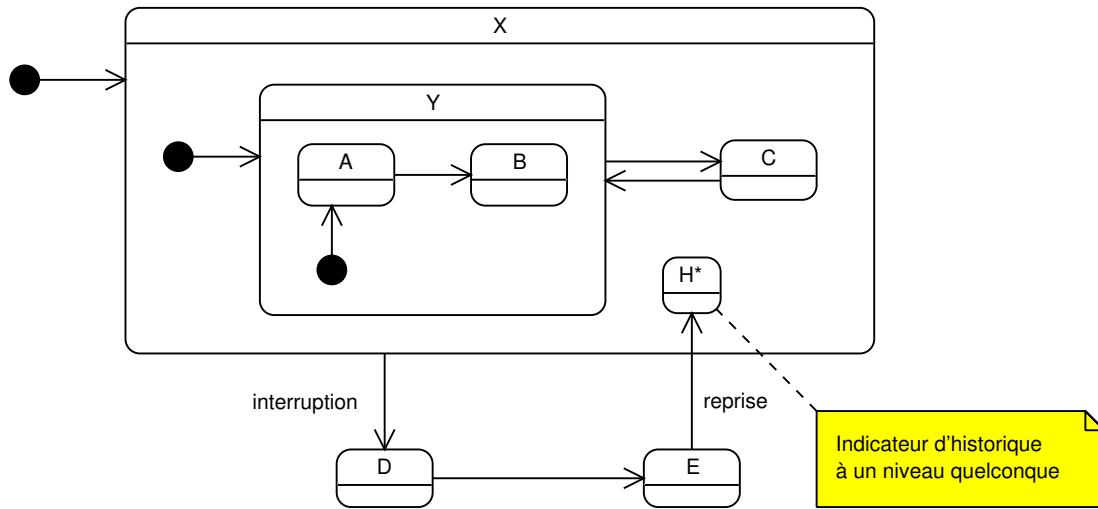 X
Y
A
B
C
H*
interruption
reprise
Indicateur d'historique
à un niveau quelconque
D
E